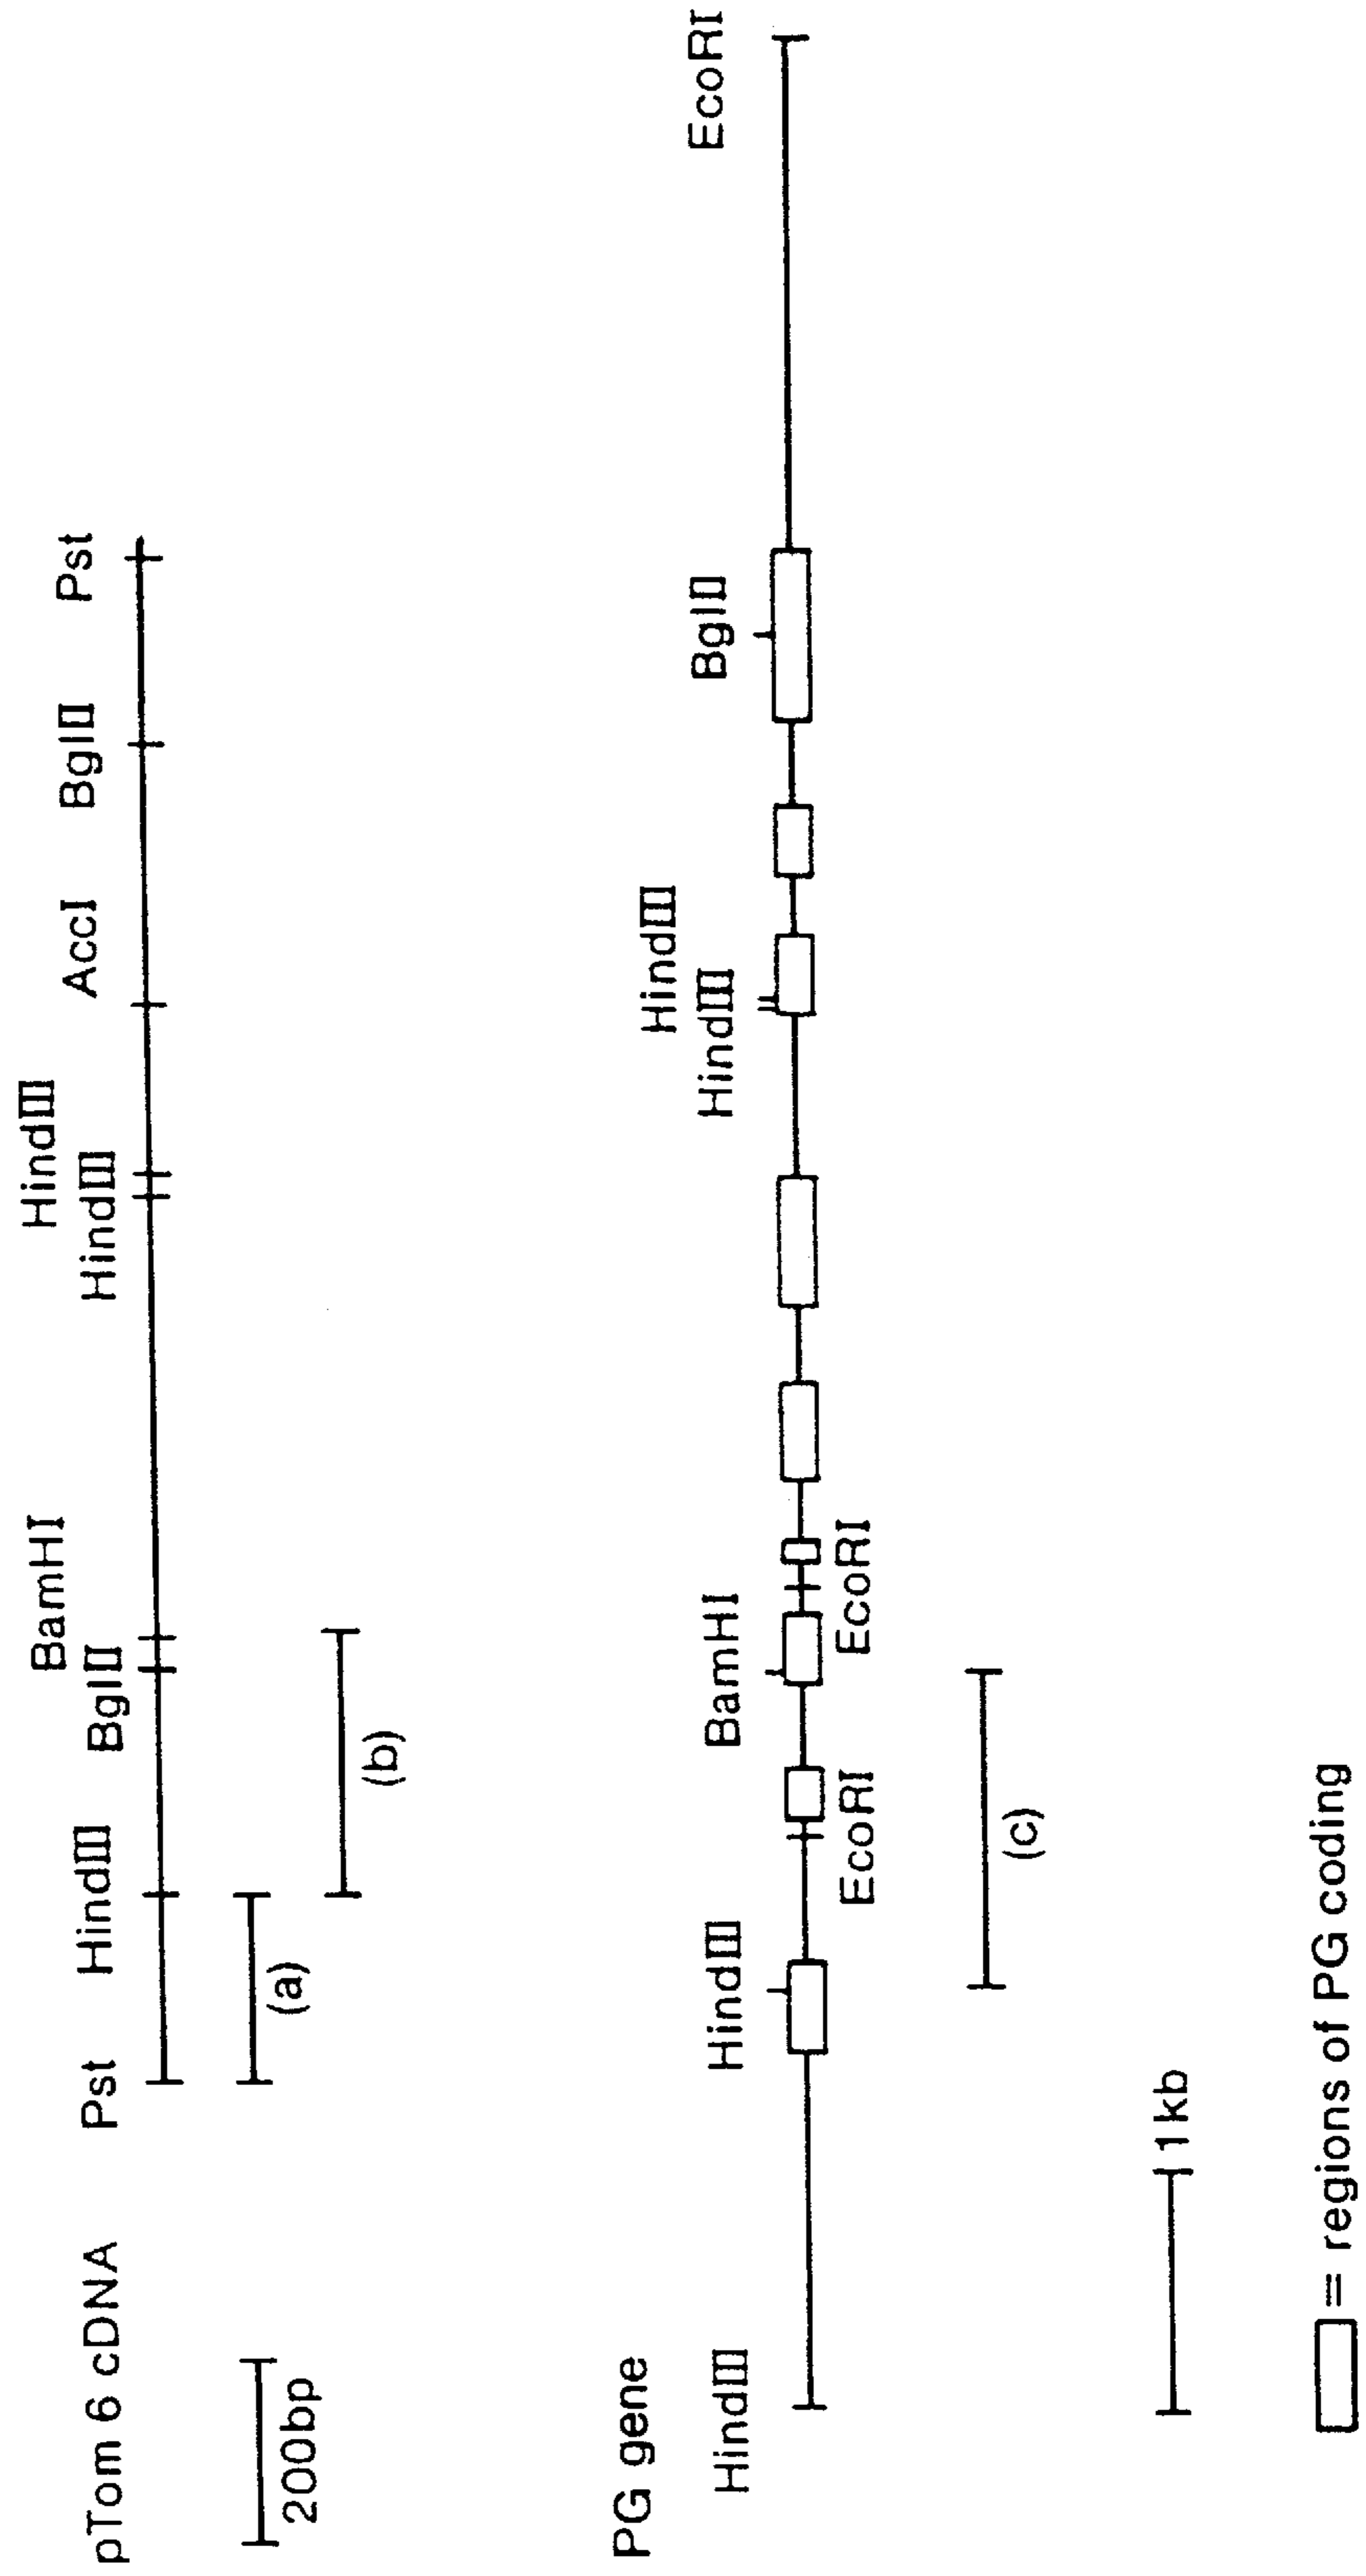 pTom 6 cDNA
Pst
HindIII
BglII
BamHI
HindIII
HindIII
AccI
BglII
Pst
200bp
(a)
(b)
PG gene
HindIII
HindIII
EcoRI
BamHI
EcoRI
HindIII
HindIII
BglII
EcoRI
(c)
1kb
= regions of PG coding